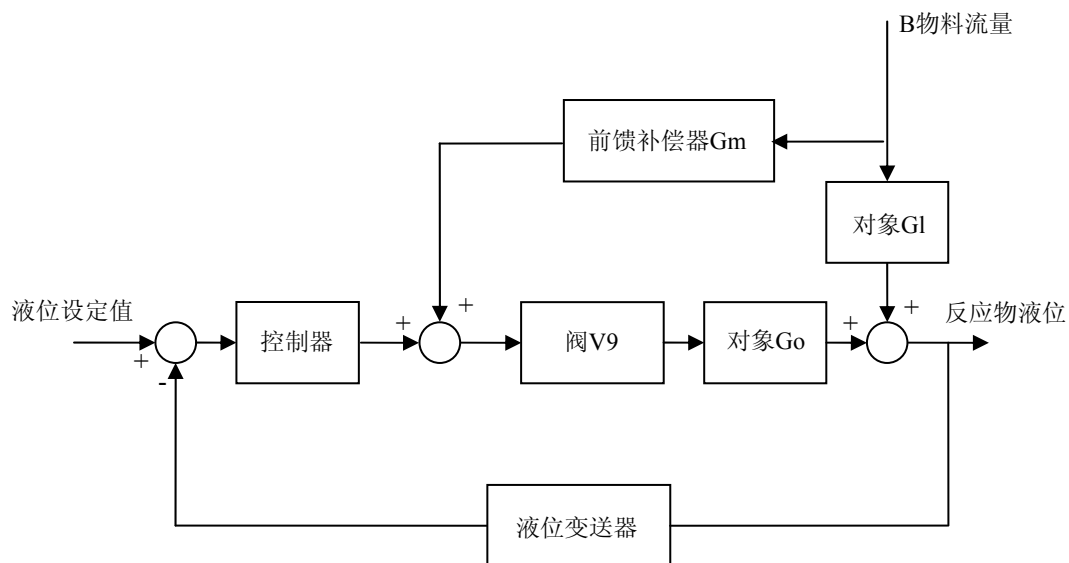 B物料流量
前馈补偿器Gm
对象Gl
液位设定值
+
-
控制器
+
+
阀V9
对象Go
+
+
反应物液位
液位变送器